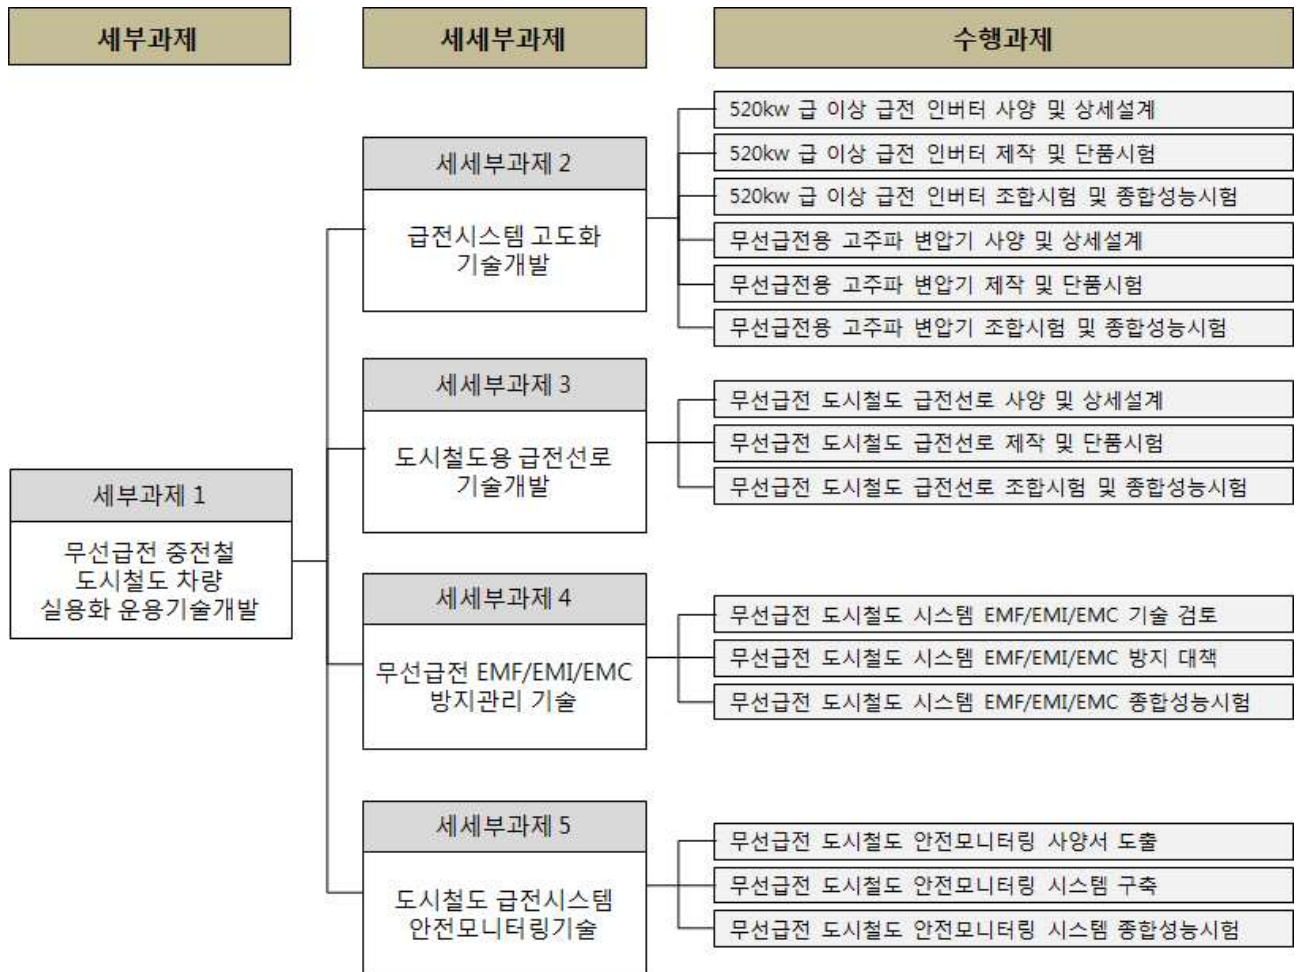 세부과제
세세부과제
수행과제
세부과제 1
무선급전 중전철
도시철도 차량
실용화 운용기술개발
세세부과제 2
급전시스템 고도화
기술개발
520kw 급 이상 급전 인버터 사양 및 상세설계
520kw 급 이상 급전 인버터 제작 및 단품시험
520kw 급 이상 급전 인버터 조합시험 및 종합성능시험
무선급전용 고주파 변압기 사양 및 상세설계
무선급전용 고주파 변압기 제작 및 단품시험
무선급전용 고주파 변압기 조합시험 및 종합성능시험
세세부과제 3
도시철도용 급전선로
기술개발
무선급전 도시철도 급전선로 사양 및 상세설계
무선급전 도시철도 급전선로 제작 및 단품시험
무선급전 도시철도 급전선로 조합시험 및 종합성능시험
세세부과제 4
무선급전 EMF/EMI/EMC
방지관리 기술
무선급전 도시철도 시스템 EMF/EMI/EMC 기술 검토
무선급전 도시철도 시스템 EMF/EMI/EMC 방지 대책
무선급전 도시철도 시스템 EMF/EMI/EMC 종합성능시험
세세부과제 5
도시철도 급전시스템
안전모니터링기술
무선급전 도시철도 안전모니터링 사양서 도출
무선급전 도시철도 안전모니터링 시스템 구축
무선급전 도시철도 안전모니터링 시스템 종합성능시험